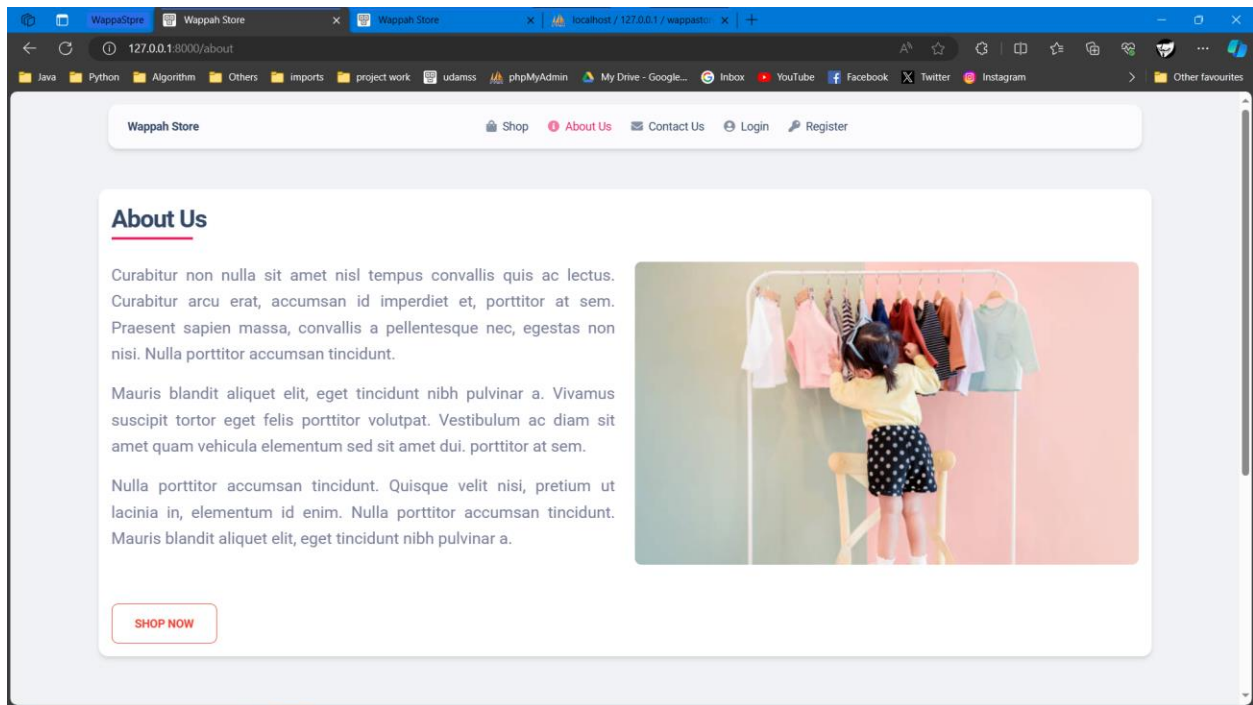 WappaStpre Wappah Store Wappah Store localhost / 127.0.0.1 / wappastor
127.0.0.1:8000/about
Java Python Algorithm Others imports project work udamss phpMyAdmin My Drive - Google... Inbox YouTube Facebook Twitter Instagram Other favourites
Wappah Store Shop About Us Contact Us Login Register
About Us
Curabitur non nulla sit amet nisl tempus convallis quis ac lectus.
Curabitur arcu erat, accumsan id imperdiet et, porttitor at sem.
Praesent sapien massa, convallis a pellentesque nec, egestas non
nisi. Nulla porttitor accumsan tincidunt.
Mauris blandit aliquet elit, eget tincidunt nibh pulvinar a. Vivamus
suscipit tortor eget felis porttitor volutpat. Vestibulum ac diam sit
amet quam vehicula elementum sed sit amet dui. porttitor at sem.
Nulla porttitor accumsan tincidunt. Quisque velit nisi, pretium ut
lacinia in, elementum id enim. Nulla porttitor accumsan tincidunt.
Mauris blandit aliquet elit, eget tincidunt nibh pulvinar a.
SHOP NOW